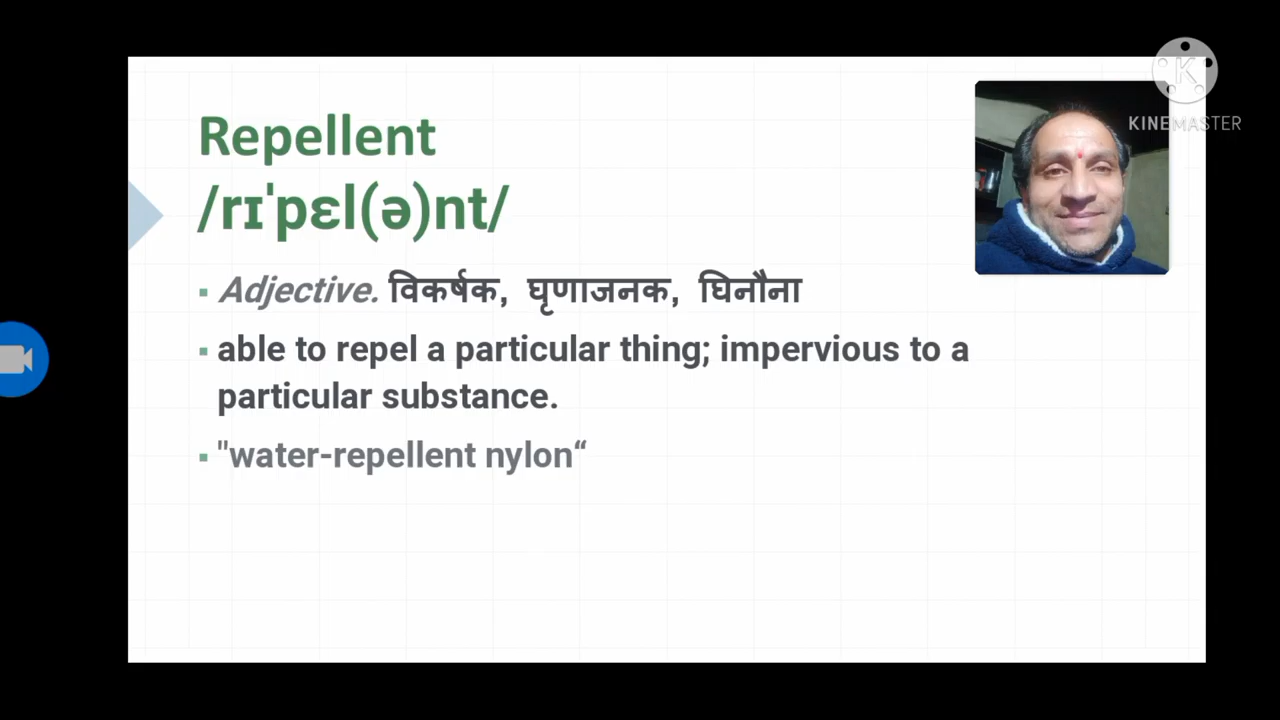 Repellent
/rɪˈpɛl(ə)nt/
Adjective. विकर्षक, घृणाजनक, घिनौना
able to repel a particular thing; impervious to a
particular substance.
"water-repellent nylon“
KINEMASTER